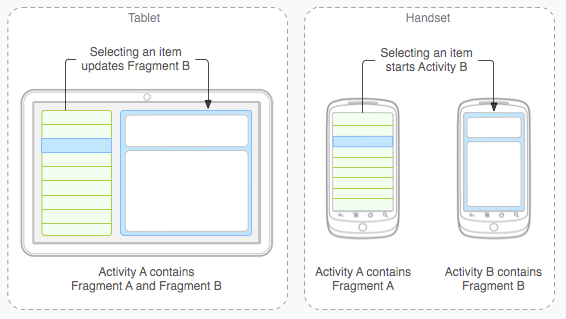 Tablet
Selecting an item
updates Fragment B
Activity A contains
Fragment A and Fragment B
Handset
Selecting an item
starts Activity B
Activity A contains
Fragment A
Activity B contains
Fragment B